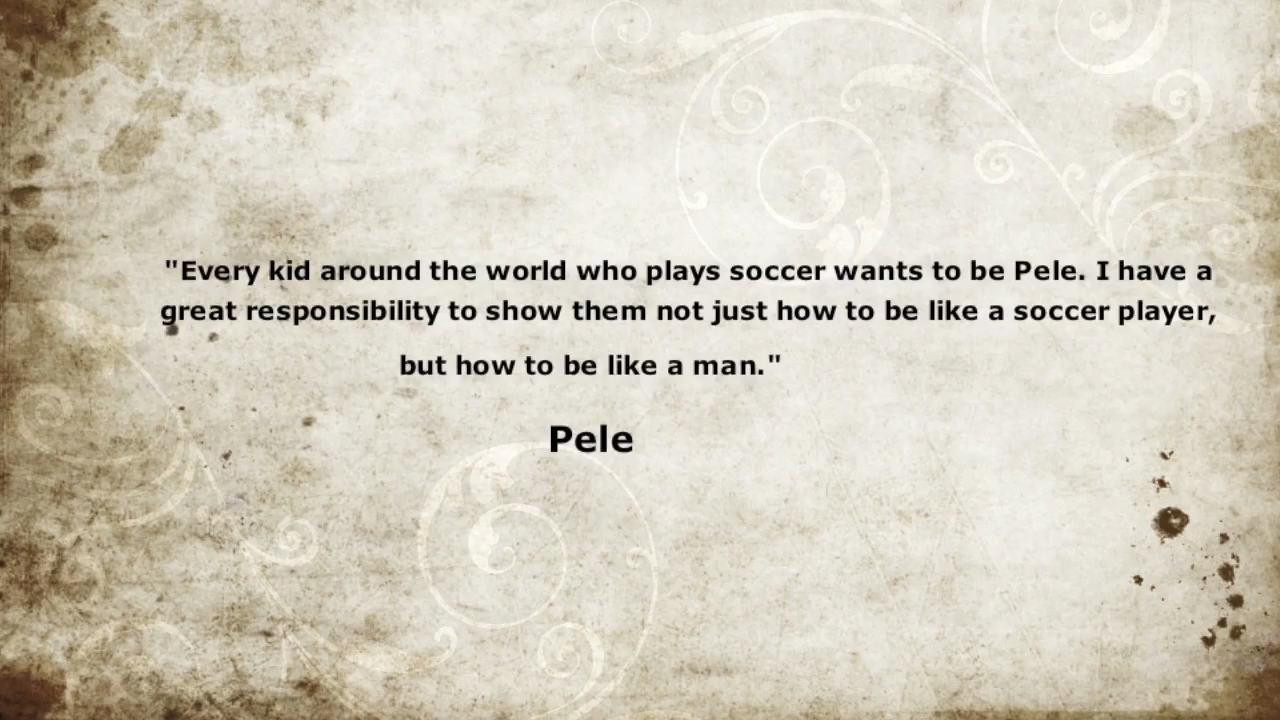 "Every kid around the world who plays soccer wants to be Pele. I have a
great responsibility to show them not just how to be like a soccer player,
but how to be like a man."
Pele